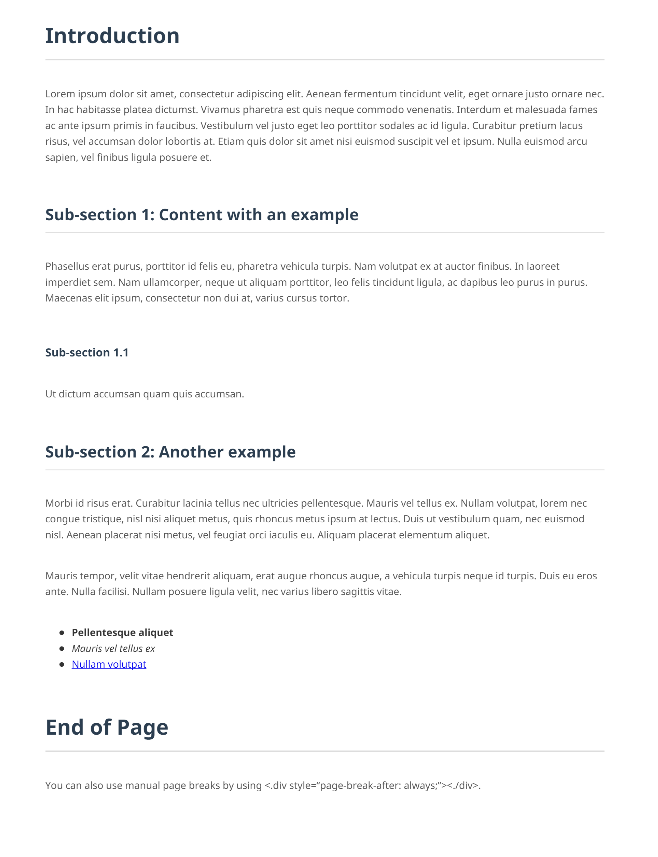 Introduction
Lorem ipsum dolor sit amet, consectetur adipiscing elit. Aenean fermentum tincidunt velit, eget ornare justo ornare nec.
In hac habitasse platea dictumst. Vivamus pharetra est quis neque commodo venenatis. Interdum et malesuada fames
ac ante ipsum primis in faucibus. Vestibulum vel justo eget leo porttitor sodales ac id ligula. Curabitur pretium lacus
risus, vel accumsan dolor lobortis at. Etiam quis dolor sit amet nisi euismod suscipit vel et ipsum. Nulla euismod arcu
sapien, vel finibus ligula posuere et.
Sub-section 1: Content with an example
Phasellus erat purus, porttitor id felis eu, pharetra vehicula turpis. Nam volutpat ex at auctor finibus. In laoreet
imperdiet sem. Nam ullamcorper, neque ut aliquam porttitor, leo felis tincidunt ligula, ac dapibus leo purus in purus.
Maecenas elit ipsum, consectetur non dui at, varius cursus tortor.
Sub-section 1.1
Ut dictum accumsan quam quis accumsan.
Sub-section 2: Another example
Morbi id risus erat. Curabitur lacinia tellus nec ultricies pellentesque. Mauris vel tellus ex. Nullam volutpat, lorem nec
congue tristique, nisl nisi aliquet metus, quis rhoncus metus ipsum at lectus. Duis ut vestibulum quam, nec euismod
nisl. Aenean placerat nisi metus, vel feugiat orci iaculis eu. Aliquam placerat elementum aliquet.
Mauris tempor, velit vitae hendrerit aliquam, erat augue rhoncus augue, a vehicula turpis neque id turpis. Duis eu eros
ante. Nulla facilisi. Nullam posuere ligula velit, nec varius libero sagittis vitae.
● Pellentesque aliquet
● Mauris vel tellus ex
● Nullam volutpat
End of Page
You can also use manual page breaks by using <.div style=”page-break-after: always;”><./div>.